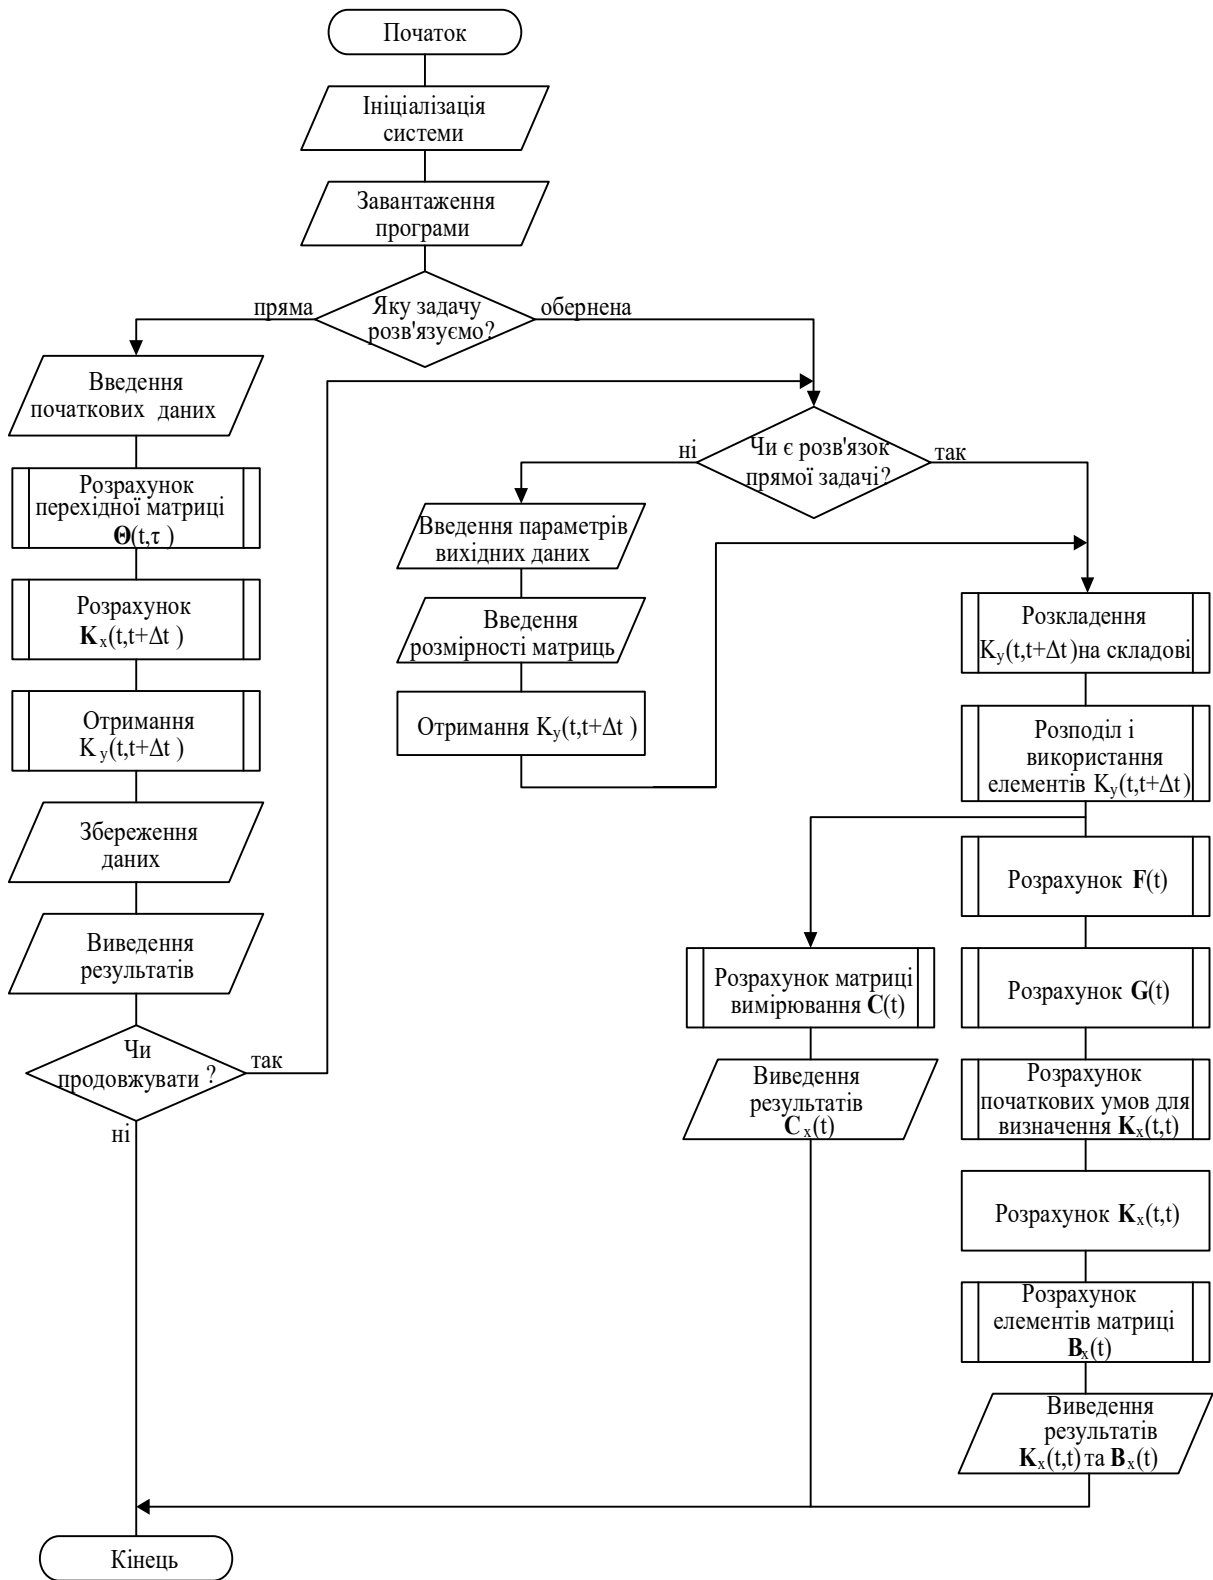 Початок
Ініціалізація
системи
Завантаження
програми
Яку задачу
розв'язуємо?
пряма
обернена
Введення
початкових даних
Розрахунок
перехідної матриці
Θ(t,τ )
Розрахунок
Kx(t,t+Δt )
Отримання
Ky(t,t+Δt )
Збереження
даних
Виведення
результатів
Чи
продовжувати ?
так
ні
Чи є розв'язок
прямої задачі?
ні
так
Введення параметрів
вихідних даних
Введення
розмірності матриць
Отримання Ky(t,t+Δt )
Розкладення
Ky(t,t+Δt) на складові
Розподіл і
використання
елементів Ky(t,t+Δt)
Розрахунок матриці
вимірювання C(t)
Виведення
результатів
Cx(t)
Розрахунок F(t)
Розрахунок G(t)
Розрахунок
початкових умов для
визначення Kx(t,t)
Розрахунок Kx(t,t)
Розрахунок
елементів матриці
Bx(t)
Виведення
результатів
Kx(t,t) та Bx(t)
Кінець